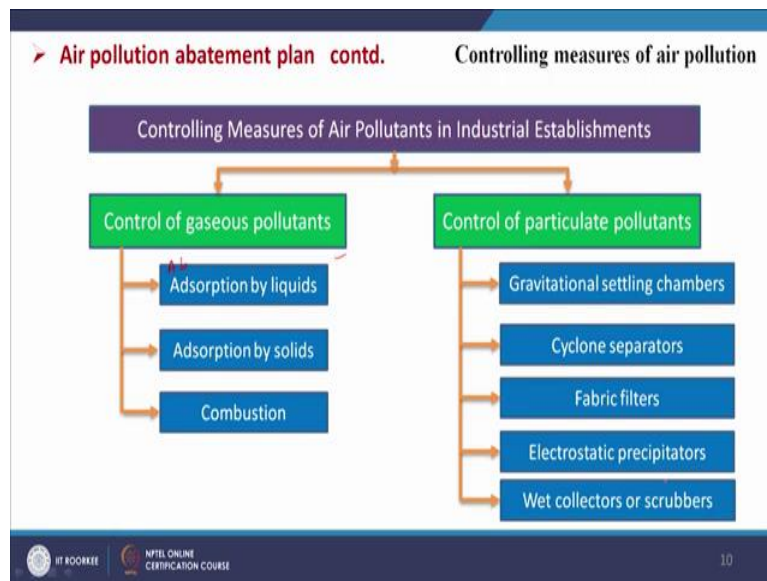 Air pollution abatement plan contd.
Controlling measures of air pollution
Controlling Measures of Air Pollutants in Industrial Establishments
Control of gaseous pollutants
Ab
Adsorption by liquids
Adsorption by solids
Combustion
Control of particulate pollutants
Gravitational settling chambers
Cyclone separators
Fabric filters
Electrostatic precipitators
Wet collectors or scrubbers
IIT ROORKEE
NPTEL ONLINE
CERTIFICATION COURSE
10